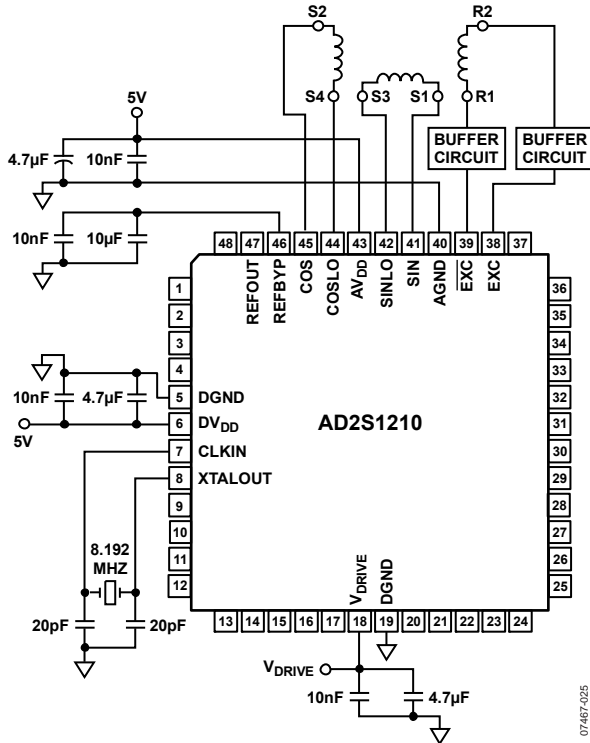 S2
R2
5V
S4
S3
S1
R1
BUFFER
CIRCUIT
BUFFER
CIRCUIT
4.7µF
10nF
10nF
10µF
48 47 46 45 44 43 42 41 40 39 38 37
REFOUT
REFBYP
COS
COSLO
AVDD
SINLO
SIN
AGND
EXC
EXC
1
2
3
4
5 DGND
6 DVDD
7 CLKIN
8 XTALOUT
9
10
11
12
10nF
4.7µF
5V
AD2S1210
36
35
34
33
32
31
30
29
28
27
26
25
8.192
MHZ
20pF
20pF
VDRIVE
DGND
13 14 15 16 17 18 19 20 21 22 23 24
VDRIVE
10nF
4.7µF
07467-025